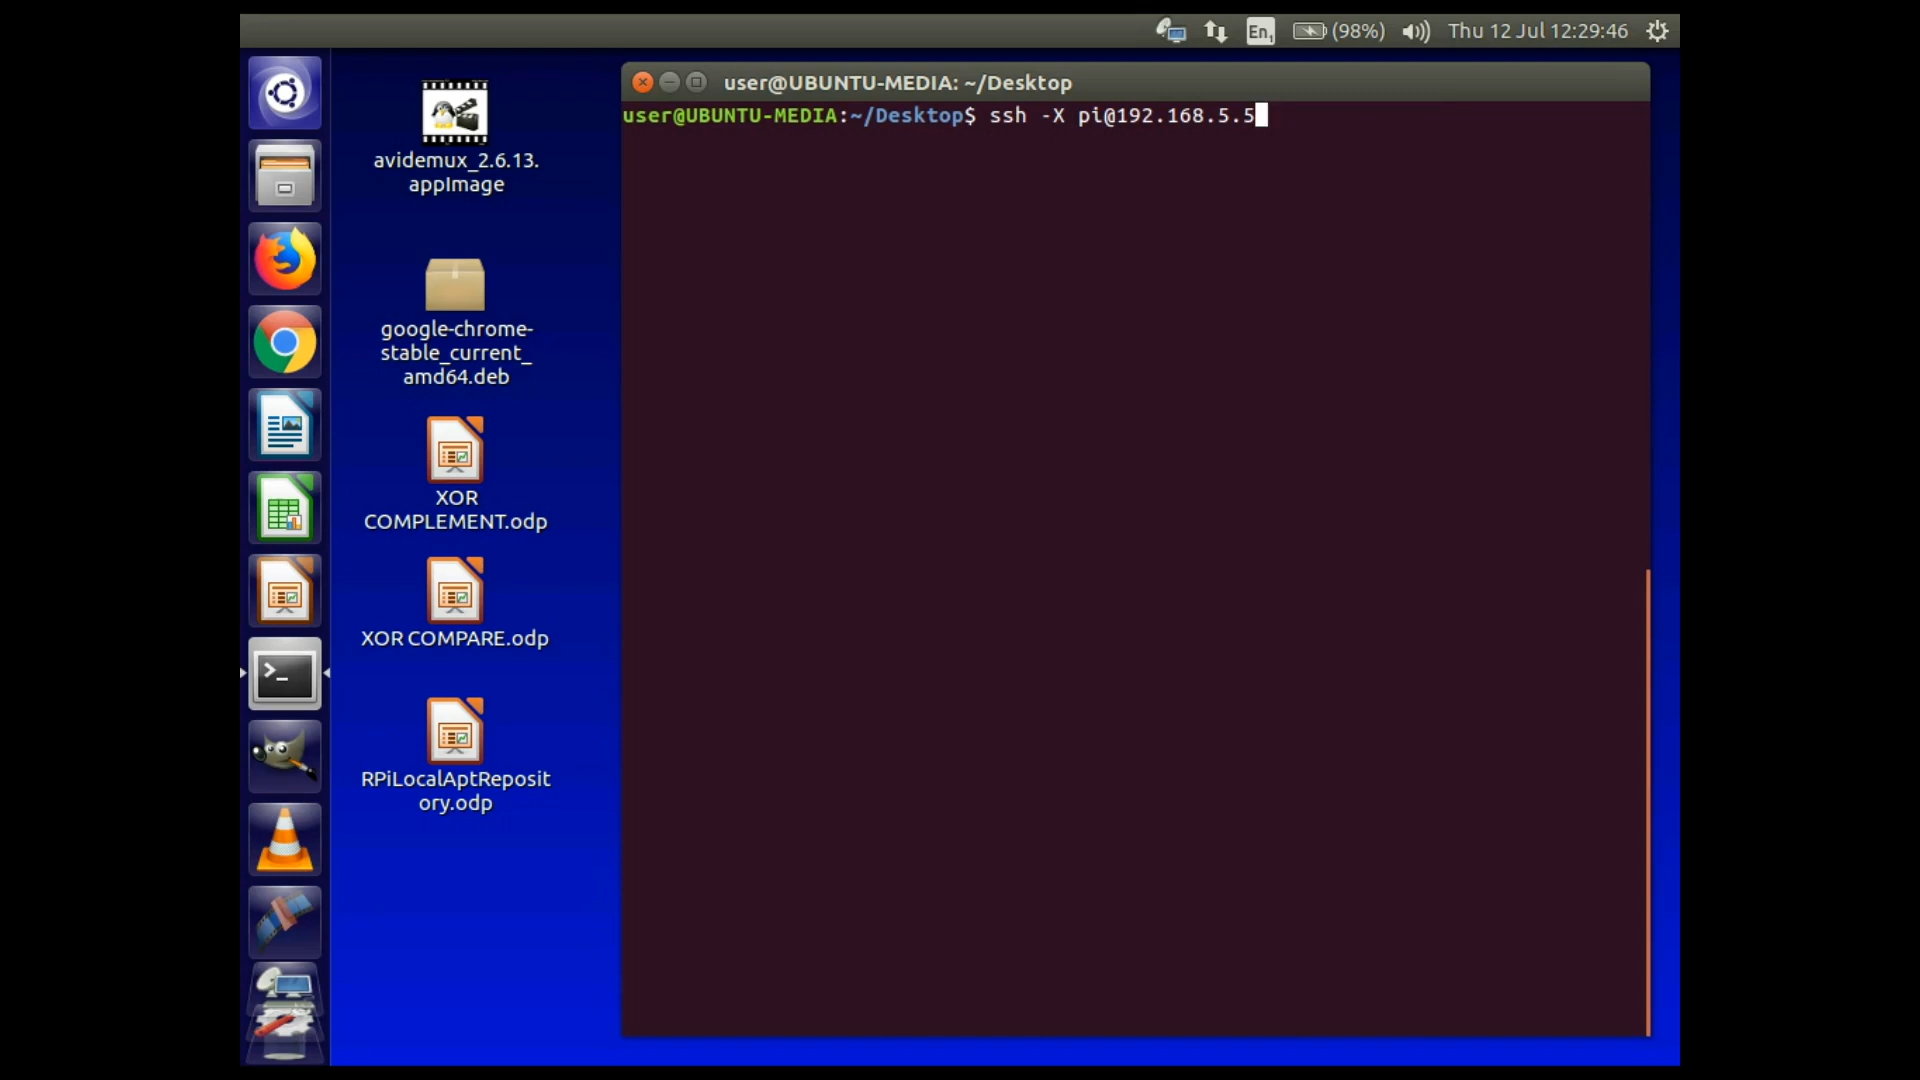 En1 (98%) Thu 12 Jul 12:29:46
user@UBUNTU-MEDIA: ~/Desktop
user@UBUNTU-MEDIA:~/Desktop$ ssh -X pi@192.168.5.5
avidemux_2.6.13.
appImage
google-chrome-
stable_current_
amd64.deb
XOR
COMPLEMENT.odp
XOR COMPARE.odp
RPiLocalAptReposit
ory.odp